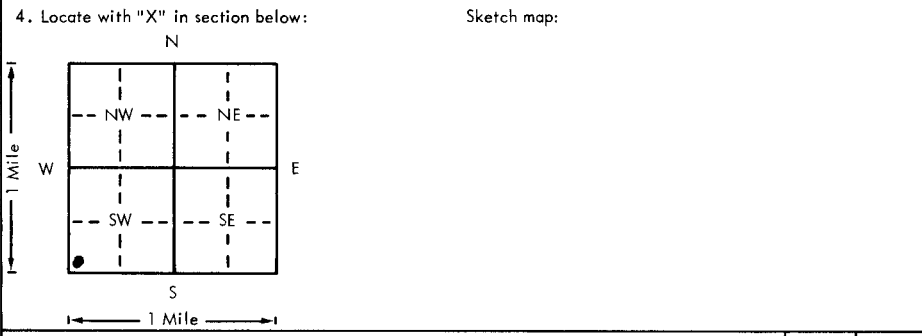 4. Locate with "X" in section below: Sketch map:
N
NW NE
W E
1 Mile
SW SE
S
1 Mile